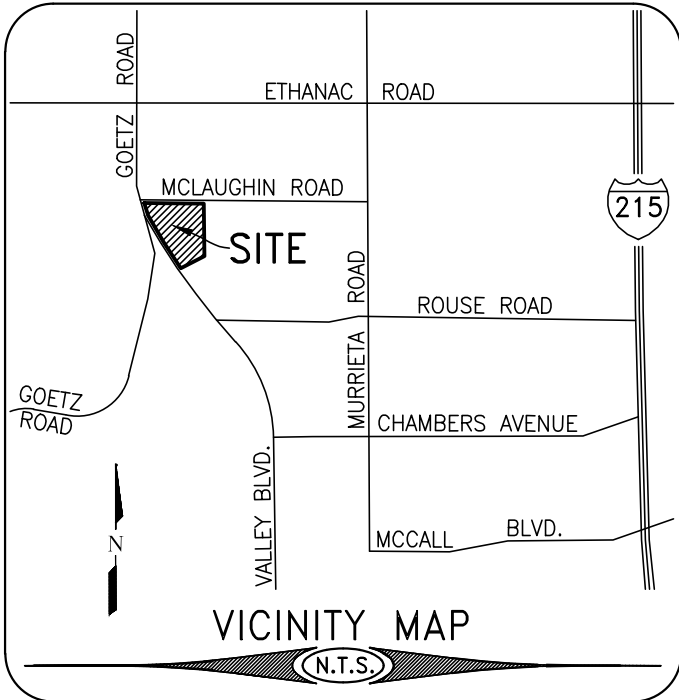 GOETZ ROAD
ETHANAC ROAD
MCLAUGHIN ROAD
215
SITE
MURRIETA ROAD
ROUSE ROAD
GOETZ
ROAD
CHAMBERS AVENUE
VALLEY BLVD.
MCCALL BLVD.
N
VICINITY MAP
N.T.S.